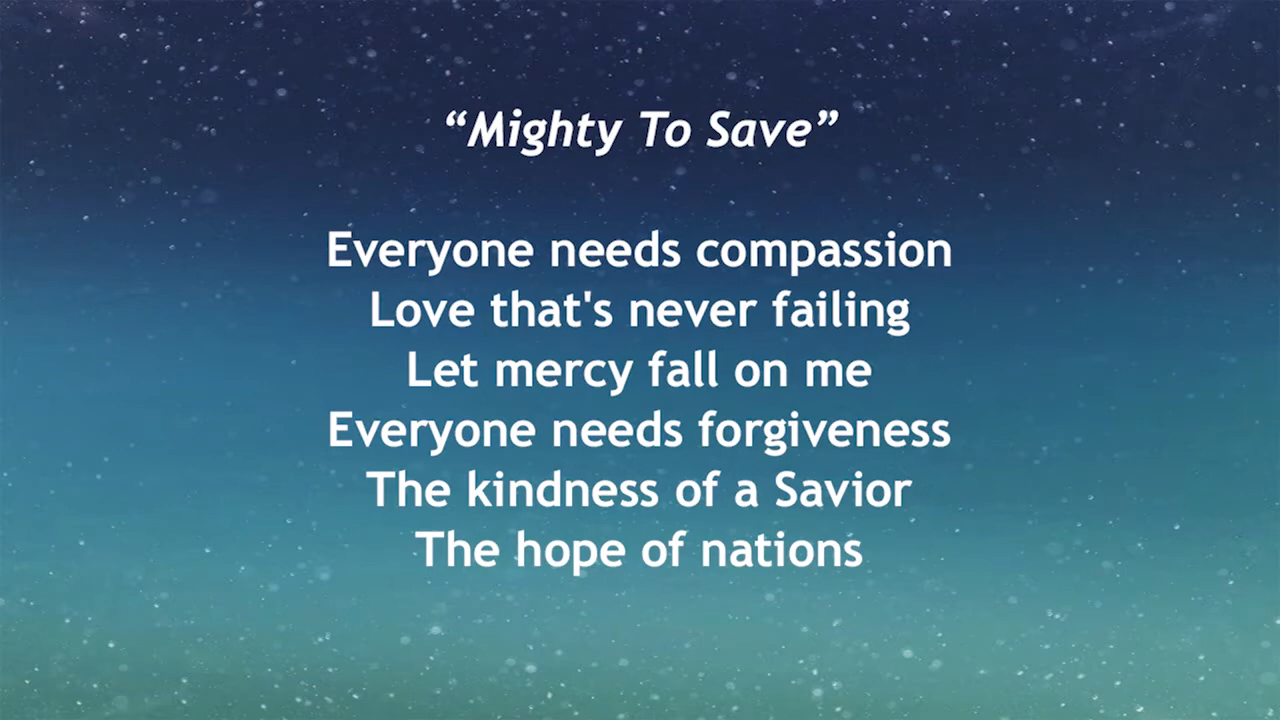 “Mighty To Save”
Everyone needs compassion
Love that's never failing
Let mercy fall on me
Everyone needs forgiveness
The kindness of a Savior
The hope of nations